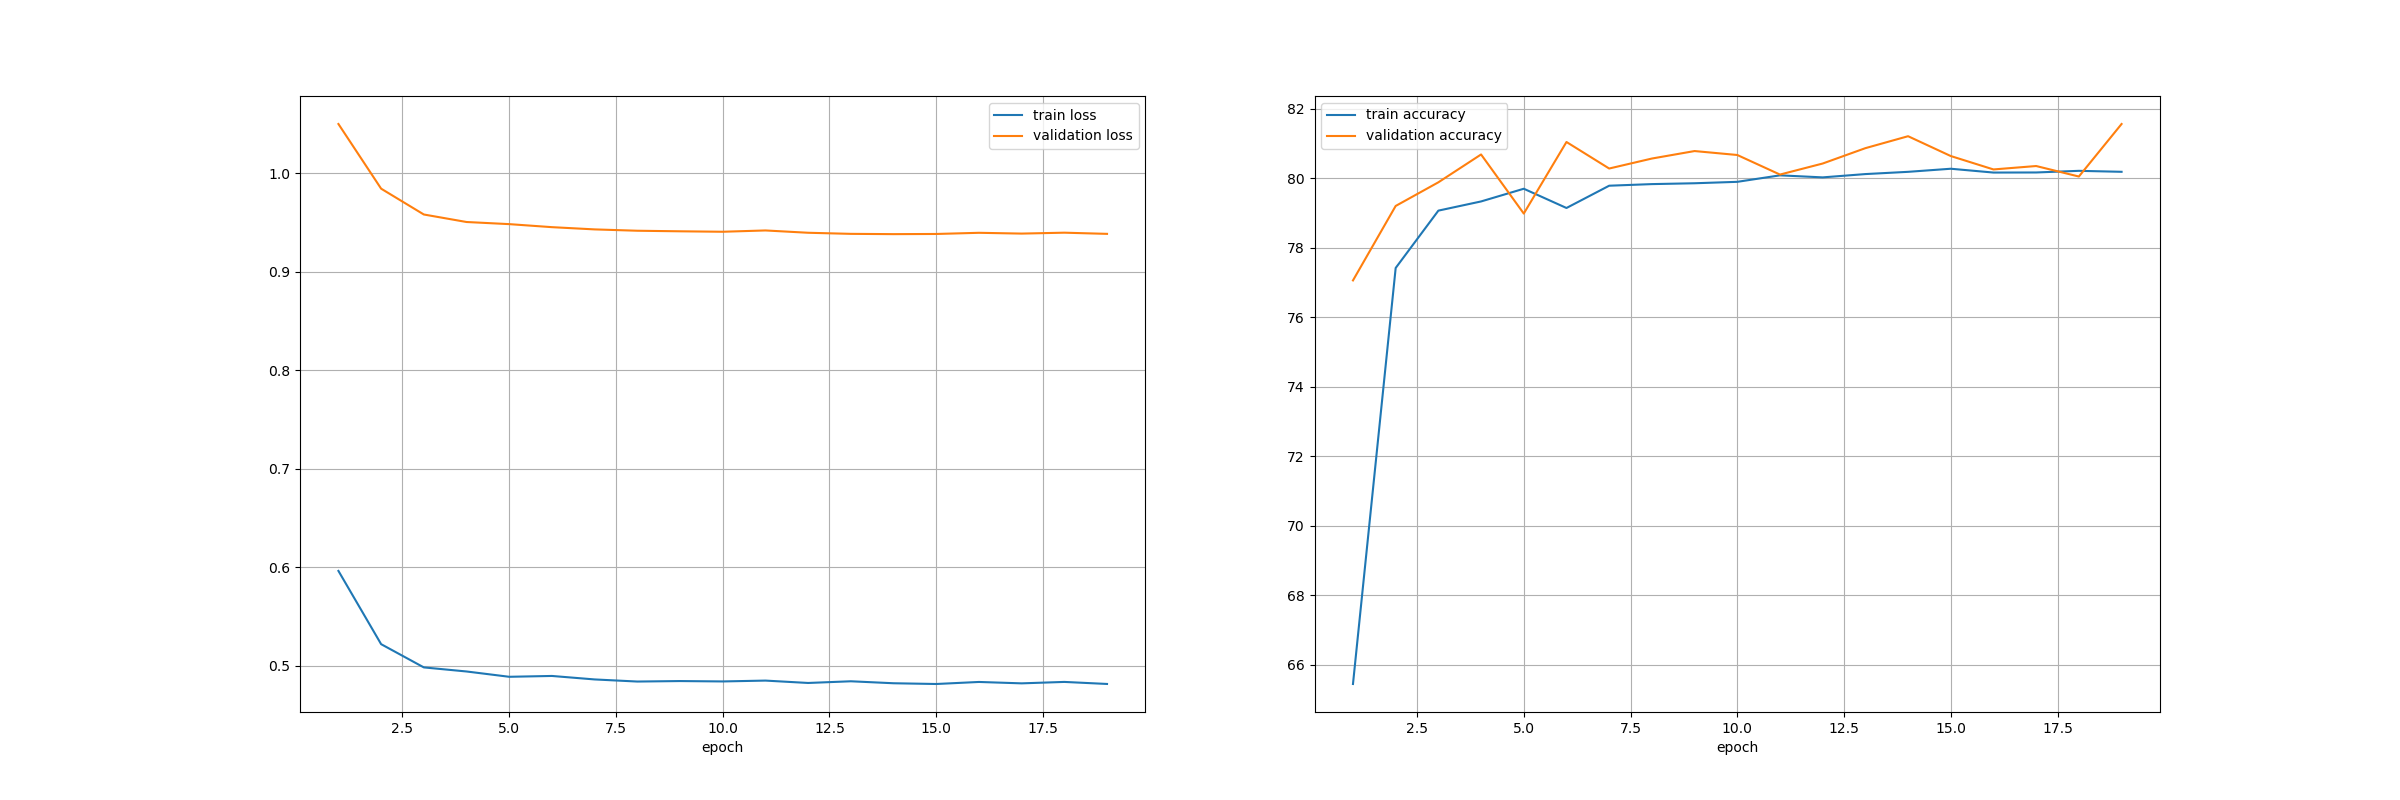 train loss
validation loss
1.0
0.9
0.8
0.7
0.6
0.5
2.5 5.0 7.5 10.0 12.5 15.0 17.5
epoch
train accuracy
validation accuracy
82
80
78
76
74
72
70
68
66
2.5 5.0 7.5 10.0 12.5 15.0 17.5
epoch